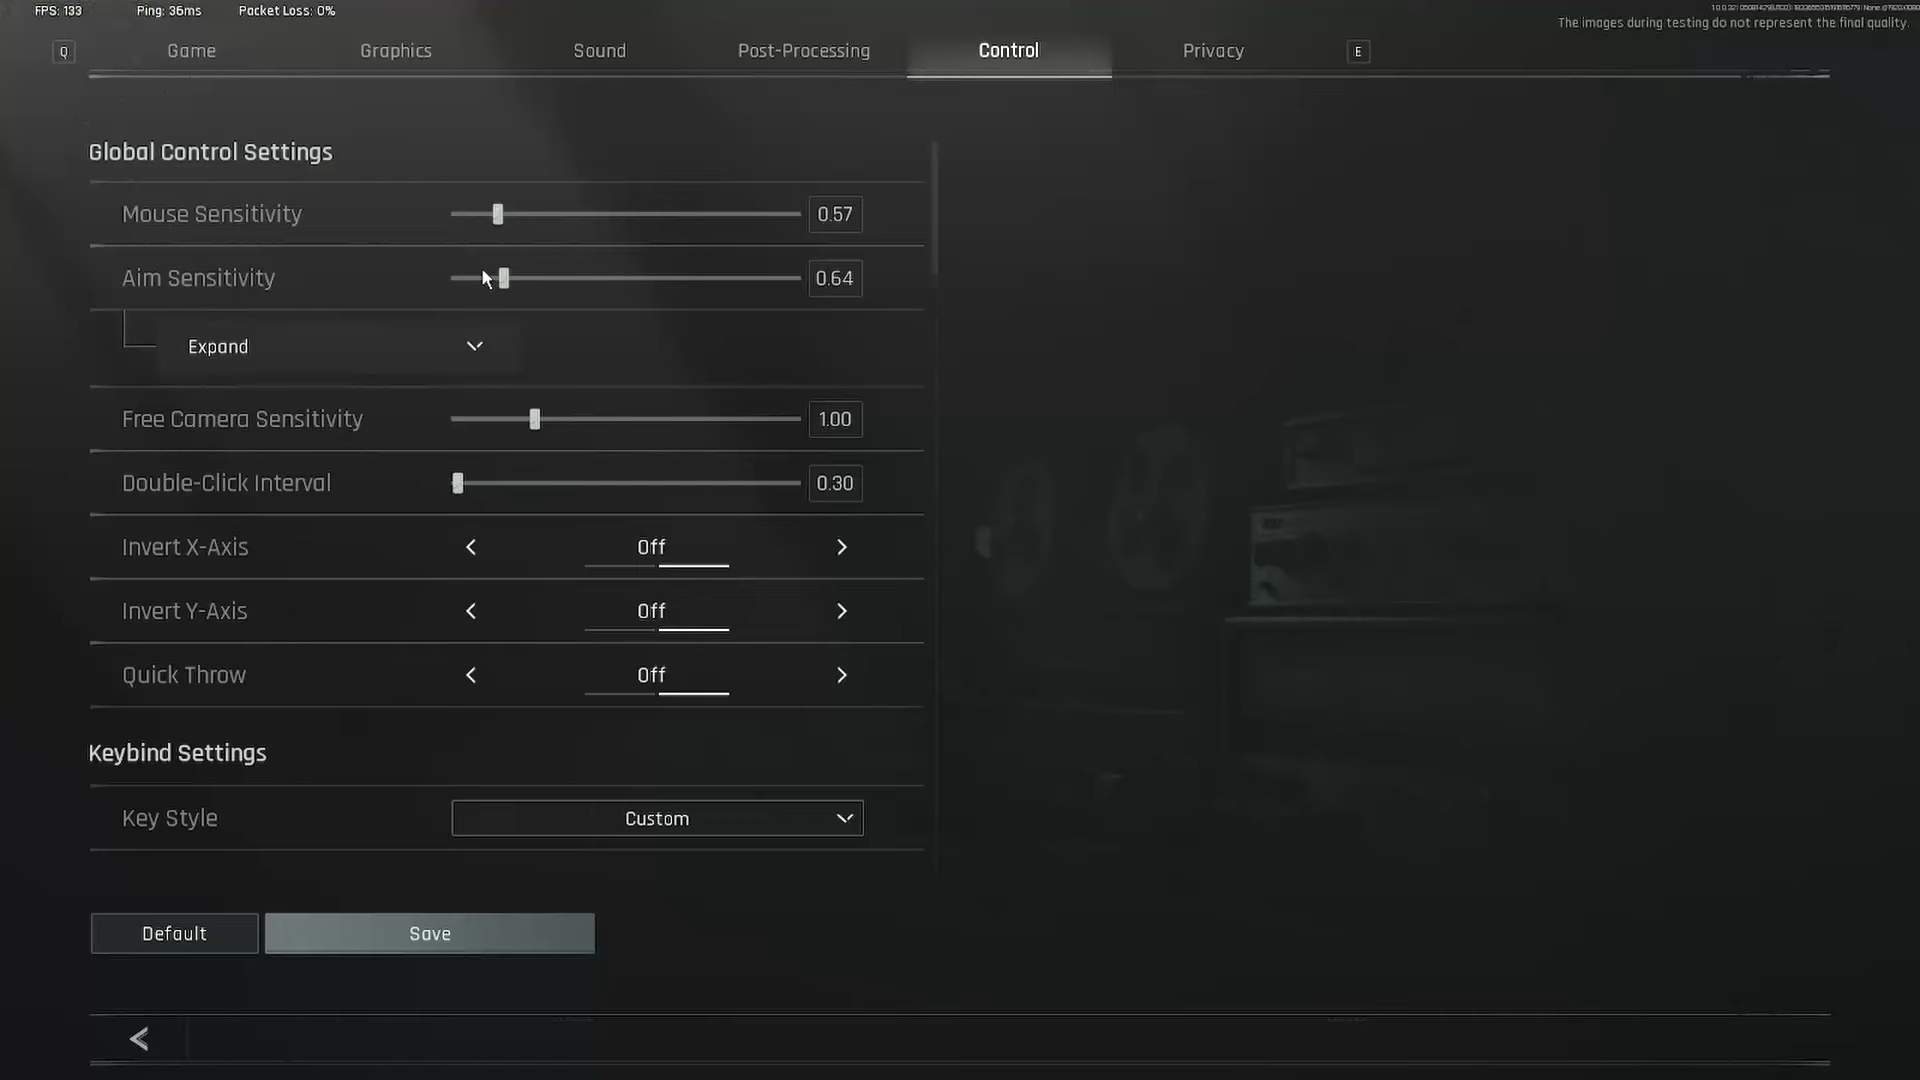 FPS: 133 Ping: 36ms Packet Loss: 0%
The images during testing do not represent the final quality.
Q Game Graphics Sound Post-Processing Control Privacy E
Global Control Settings
Mouse Sensitivity 0.57
Aim Sensitivity 0.64
Expand
Free Camera Sensitivity 1.00
Double-Click Interval 0.30
Invert X-Axis Off
Invert Y-Axis Off
Quick Throw Off
Keybind Settings
Key Style Custom
Default Save